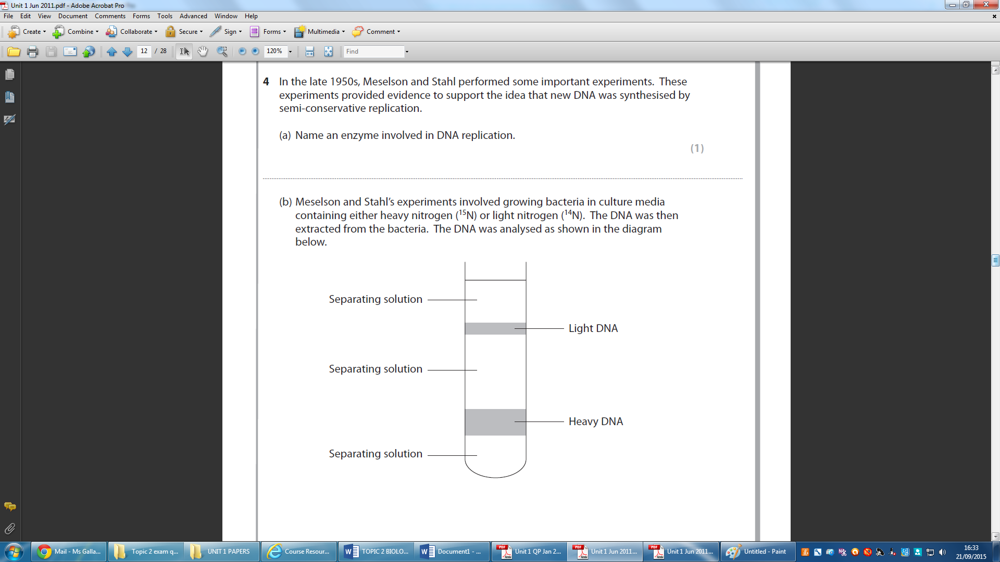 Unit 1 Jun 2011.pdf - Adobe Acrobat Pro
File Edit View Document Comments Forms Tools Advanced Window Help
Create Combine Collaborate Secure Sign Forms Multimedia Comment
12 / 28 120% Find
4 In the late 1950s, Meselson and Stahl performed some important experiments. These
experiments provided evidence to support the idea that new DNA was synthesised by
semi-conservative replication.
(a) Name an enzyme involved in DNA replication.
(1)
(b) Meselson and Stahl's experiments involved growing bacteria in culture media
containing either heavy nitrogen (¹⁵N) or light nitrogen (¹⁴N). The DNA was then
extracted from the bacteria. The DNA was analysed as shown in the diagram
below.
Separating solution
Light DNA
Separating solution
Heavy DNA
Separating solution
Mail - Ms Galla... Topic 2 exam q... UNIT 1 PAPERS Course Resour... TOPIC 2 BIOLO... Document1 - ... Unit 1 QP Jan 2... Unit 1 Jun 2011... Unit 1 Jun 2011... Untitled - Paint
16:33
21/09/2015